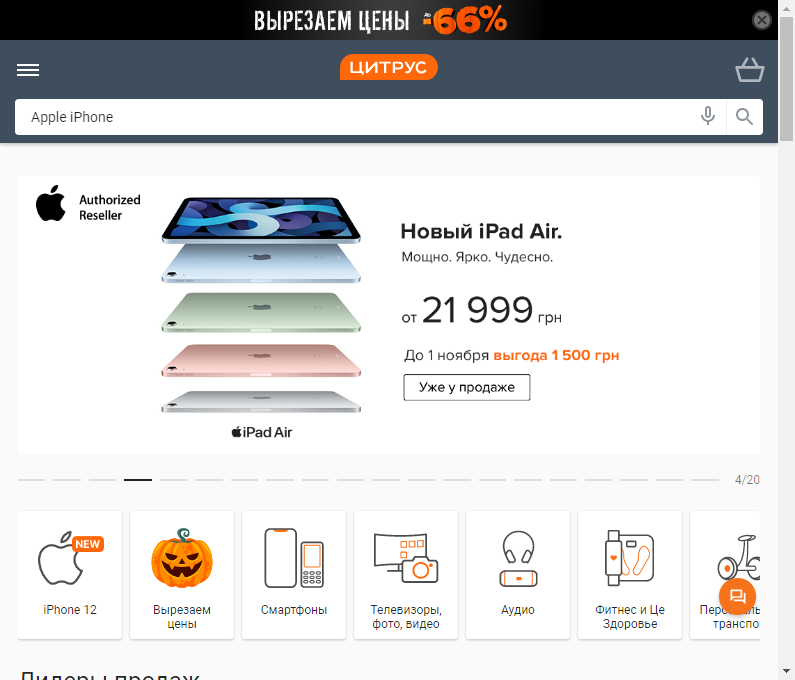 ВЫРЕЗАЕМ ЦЕНЫ ДО -66%
ЦИТРУС
Apple iPhone
Authorized
Reseller
Новый iPad Air.
Мощно. Ярко. Чудесно.
от 21 999 грн
До 1 ноября выгода 1 500 грн
Уже у продаже
iPad Air
4/20
NEW
iPhone 12
Вырезаем
цены
Смартфоны
Телевизоры,
фото, видео
Аудио
Фитнес и Це
Здоровье
трансп
Лидеры продаж